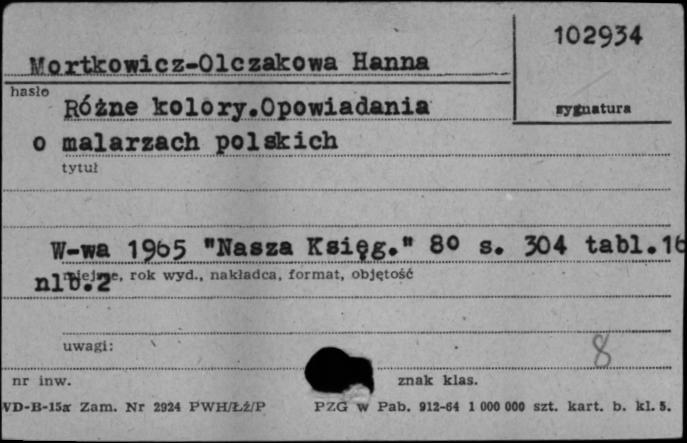 102934
Mortkowicz-Olczakowa Hanna
hasło
sygnatura
Różne kolory.Opowiadania
o malarzach polskich
tytuł
W-wa 1965 "Nasza Księg." 8o s. 304 tabl.16
nlb.2
miejsce, rok wyd., nakładca, format, objętość
uwagi:
8
nr inw.
znak klas.
WD-B-15a Zam. Nr 2924 PWH/Łź/P PZG w Pab. 912-64 1 000 000 szt. kart. b. kl. 5.